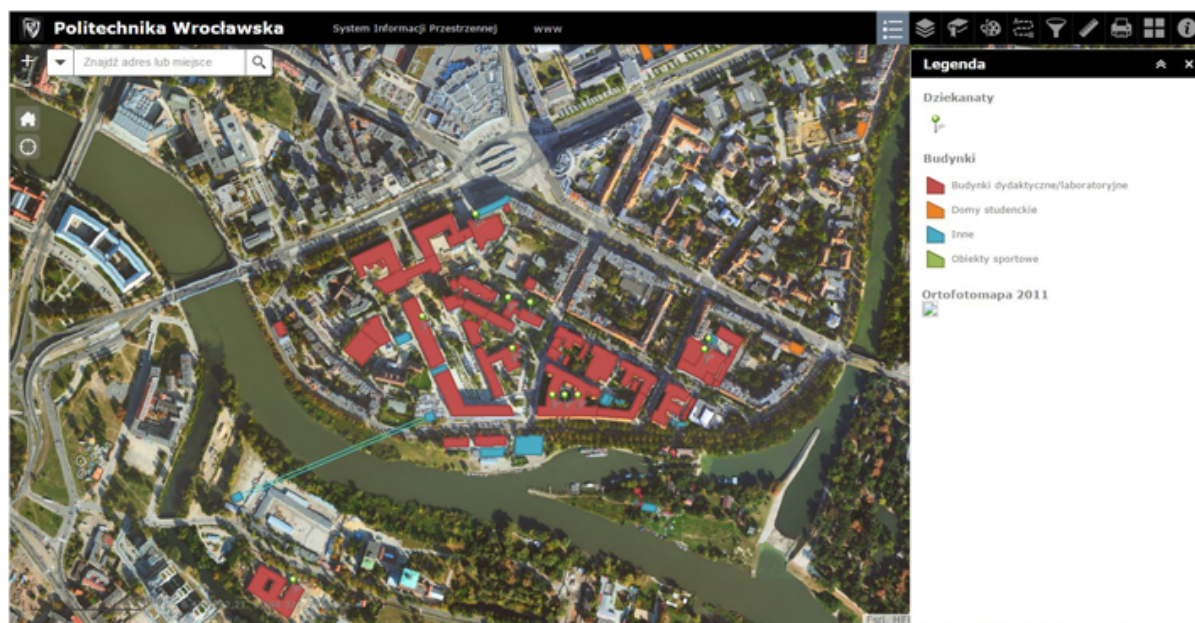 Politechnika Wrocławska
System Informacji Przestrzennej
www
Znajdź adres lub miejsce
Legenda
Dziekanaty
Budynki
Budynki dydaktyczne/laboratoryjne
Domy studenckie
Inne
Obiekty sportowe
Ortofotomapa 2011